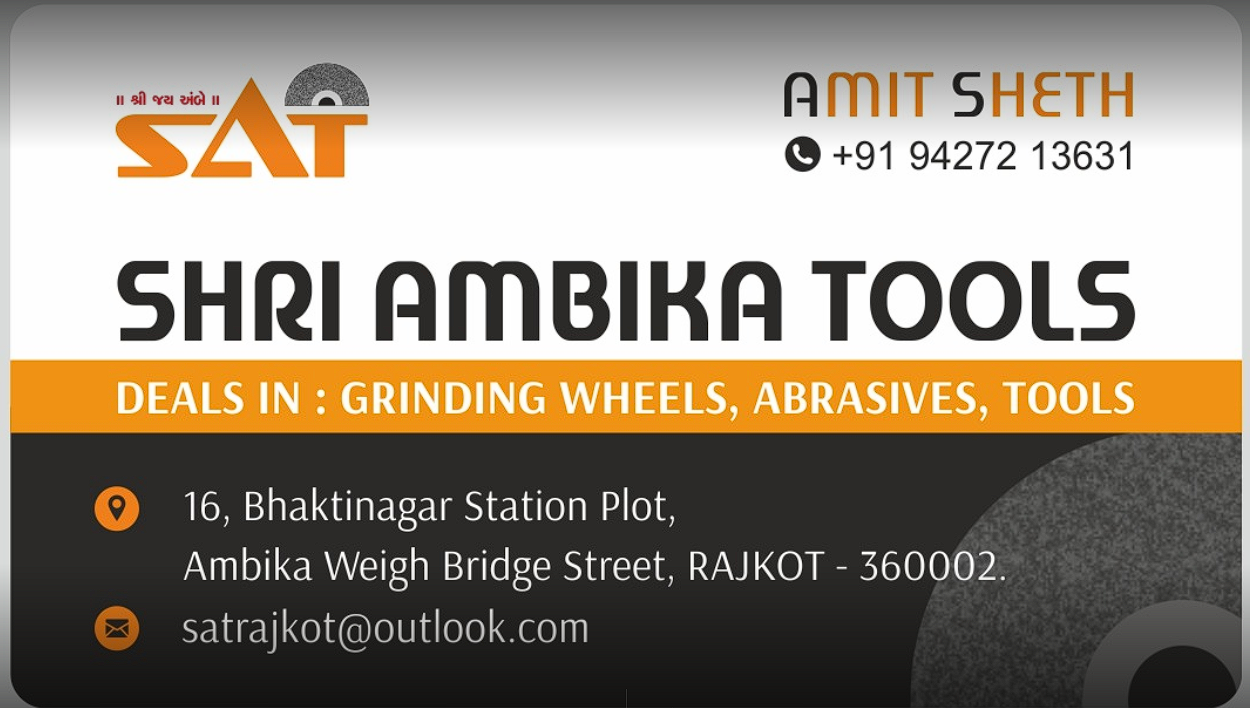 ॥ શ્રી જય અંબે ॥
SAT
AMIT SHETH
+91 94272 13631
SHRI AMBIKA TOOLS
DEALS IN : GRINDING WHEELS, ABRASIVES, TOOLS
16, Bhaktinagar Station Plot,
Ambika Weigh Bridge Street, RAJKOT - 360002.
satrajkot@outlook.com